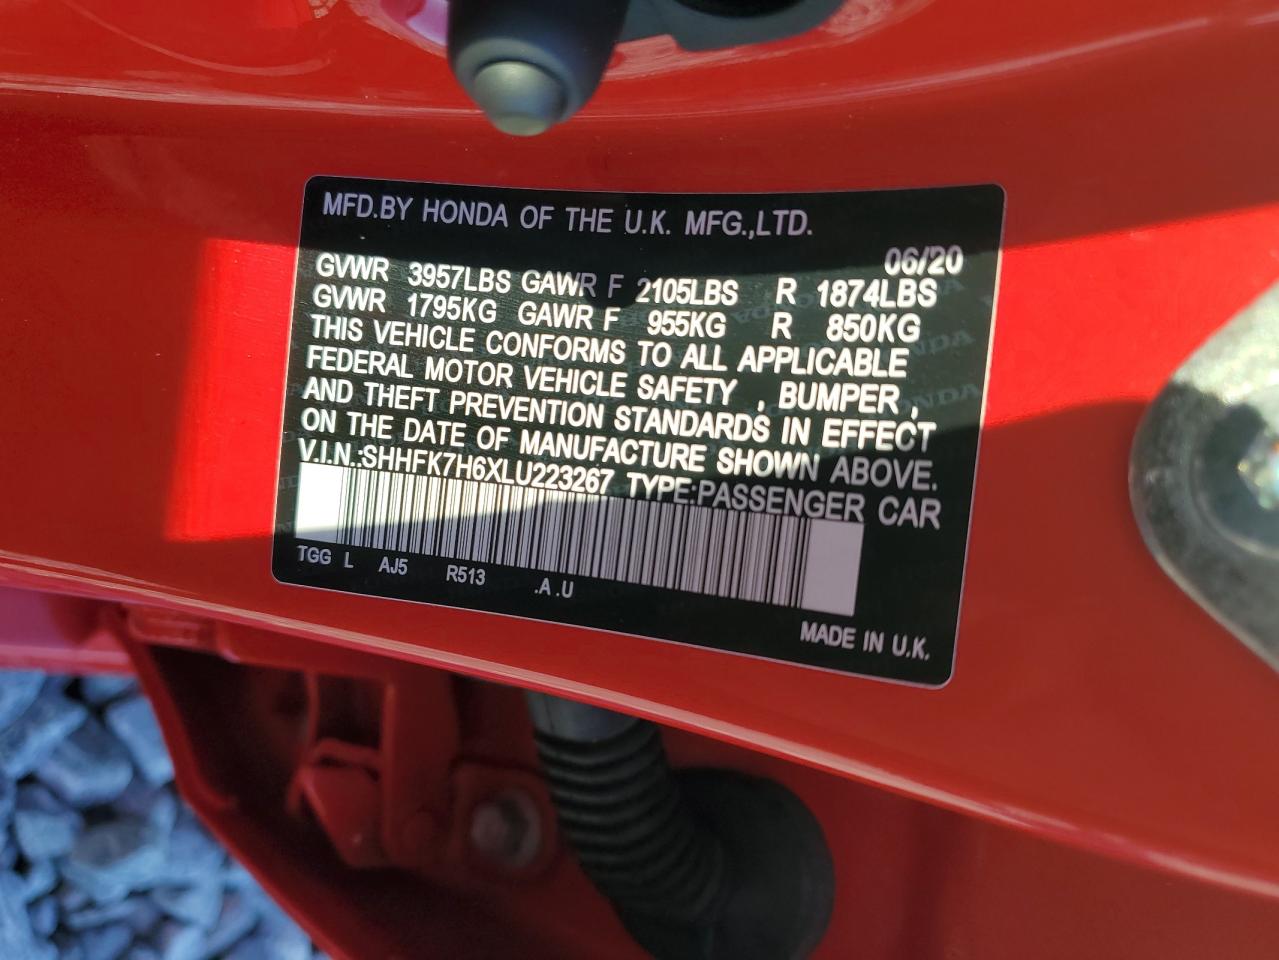 MFD.BY HONDA OF THE U.K. MFG.,LTD.
06/20
GVWR 3957LBS GAWR F 2105LBS R 1874LBS
GVWR 1795KG GAWR F 955KG R 850KG
THIS VEHICLE CONFORMS TO ALL APPLICABLE
FEDERAL MOTOR VEHICLE SAFETY , BUMPER ,
AND THEFT PREVENTION STANDARDS IN EFFECT
ON THE DATE OF MANUFACTURE SHOWN ABOVE.
V.I.N.:SHHFK7H6XLU223267 TYPE:PASSENGER CAR
TGG L AJ5 R513 .A .U
MADE IN U.K.